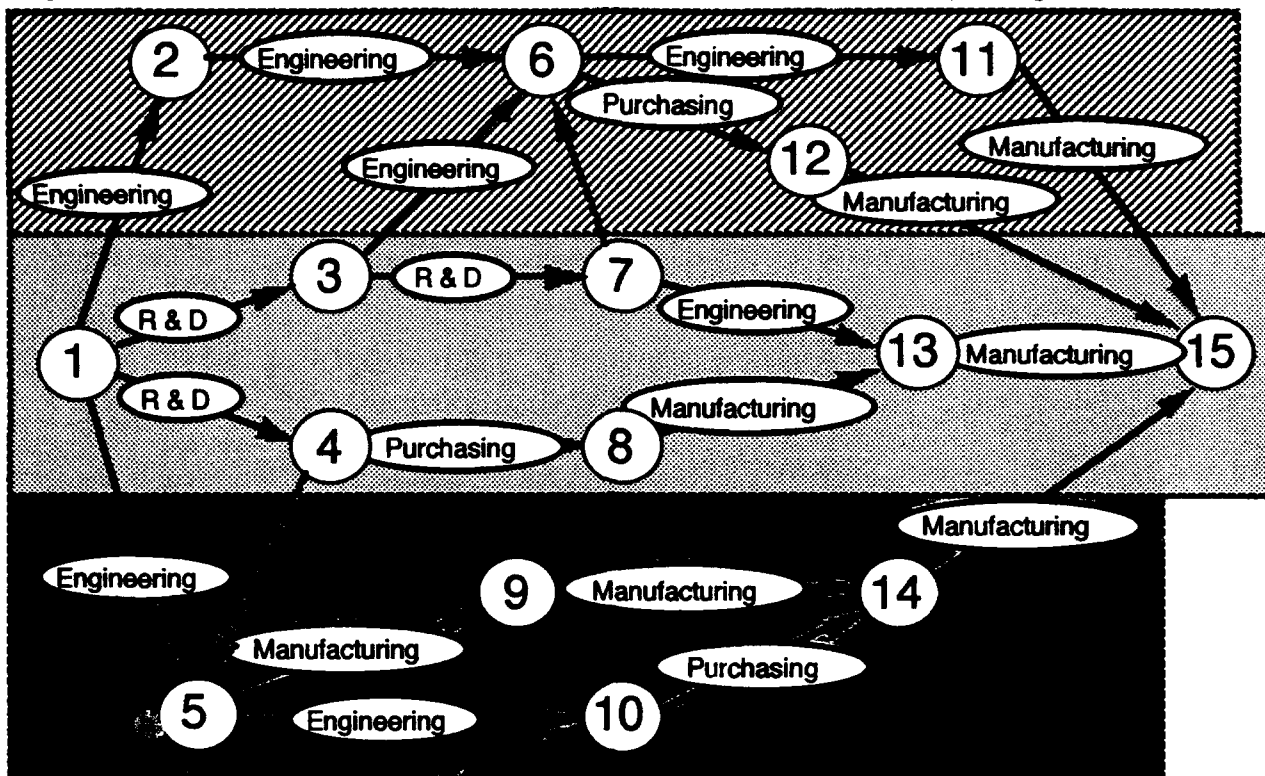 2 Engineering 6 Engineering 11
Purchasing
Engineering 12 Manufacturing
Engineering Manufacturing
3 R & D 7
R & D Engineering
1 13 Manufacturing 15
R & D Manufacturing
4 Purchasing 8
Manufacturing
Engineering 9 Manufacturing 14
Manufacturing Purchasing
5 Engineering 10